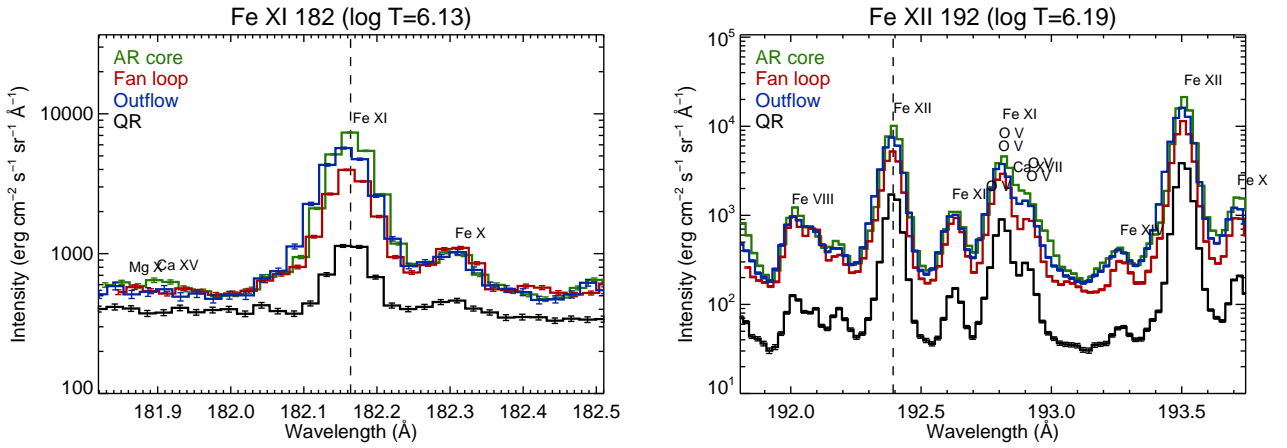 Fe XI 182 (log T=6.13)
AR core
Fan loop
Outflow
QR
Fe XI
Fe X
Mg X
Ca XV
10000
1000
100
Intensity (erg cm⁻² s⁻¹ sr⁻¹ Å⁻¹)
181.9 182.0 182.1 182.2 182.3 182.4 182.5
Wavelength (Å)
Fe XII 192 (log T=6.19)
AR core
Fan loop
Outflow
QR
Fe XII
Fe XII
Fe XI
O V
O V
Ca XVII
O V
O V
O V
Fe VIII
Fe XI
Fe X
10⁵
10⁴
10³
10²
10¹
Intensity (erg cm⁻² s⁻¹ sr⁻¹ Å⁻¹)
192.0 192.5 193.0 193.5
Wavelength (Å)